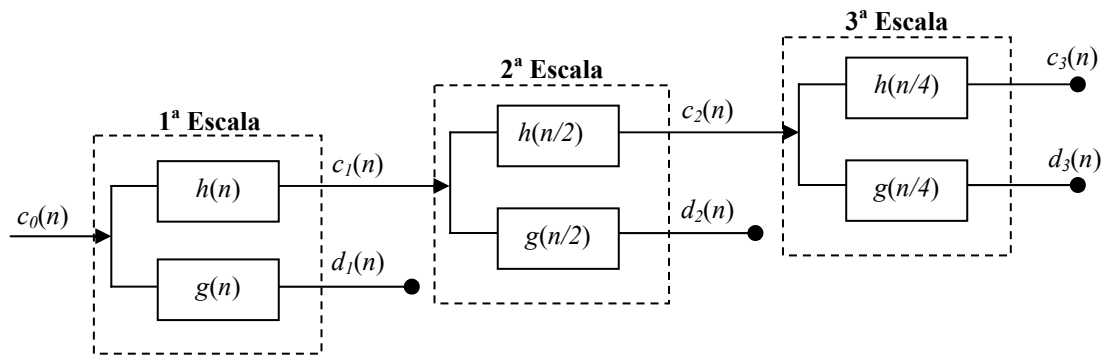 3ª Escala
c₃(n)
2ª Escala
h(n/4)
1ª Escala
h(n/2)
c₂(n)
h(n)
c₁(n)
g(n/4)
d₃(n)
c₀(n)
g(n/2)
d₂(n)
g(n)
d₁(n)